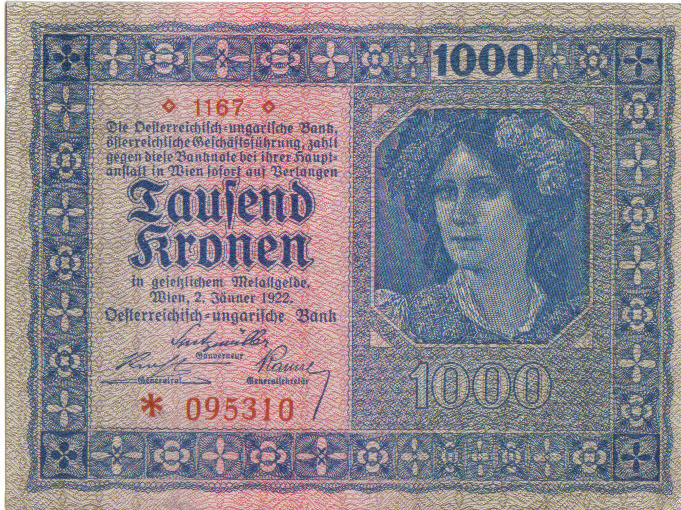 1000
◇ 1167 ◇
Die Oesterreichisch-ungarische Bank,
österreichische Geschäftsführung, zahlt
gegen diese Banknote bei ihrer Haupt-
anstalt in Wien sofort auf Verlangen
Tausend
Kronen
in gesetzlichem Metallgelde.
Wien, 2. Jänner 1922.
Oesterreichisch-ungarische Bank
Gouverneur
Generalrat
Generalsekretär
* 095310
1000